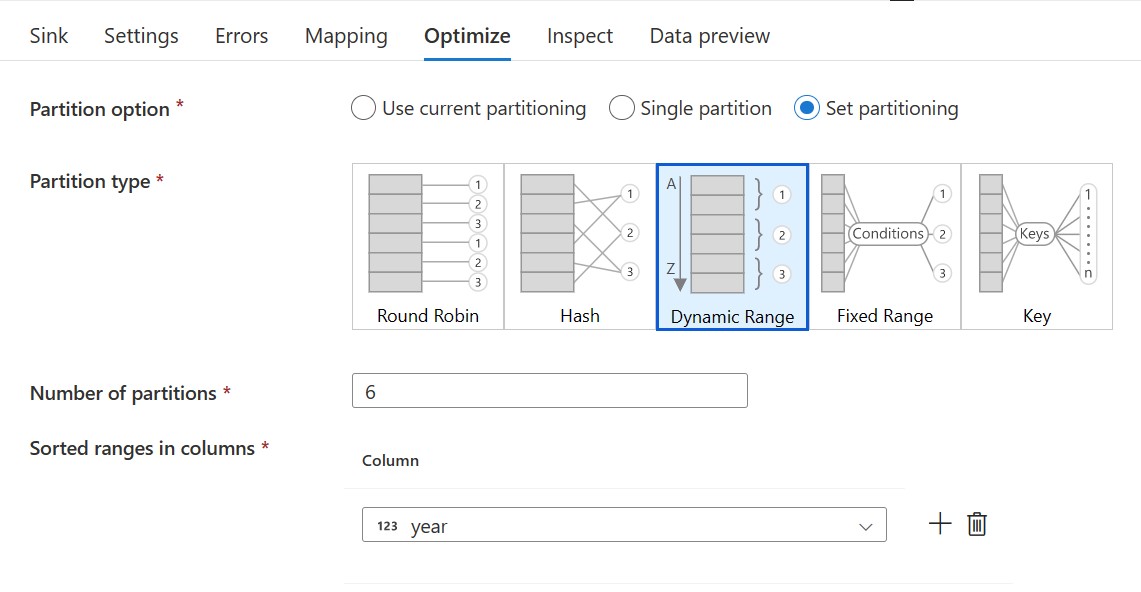 Sink Settings Errors Mapping Optimize Inspect Data preview
Partition option * Use current partitioning Single partition Set partitioning
Partition type *
1
2
3
1
2
3
Round Robin
1
2
3
Hash
A
Z
1
2
3
Dynamic Range
Conditions
1
2
3
Fixed Range
Keys
1
n
Key
Number of partitions * 6
Sorted ranges in columns *
Column
123 year